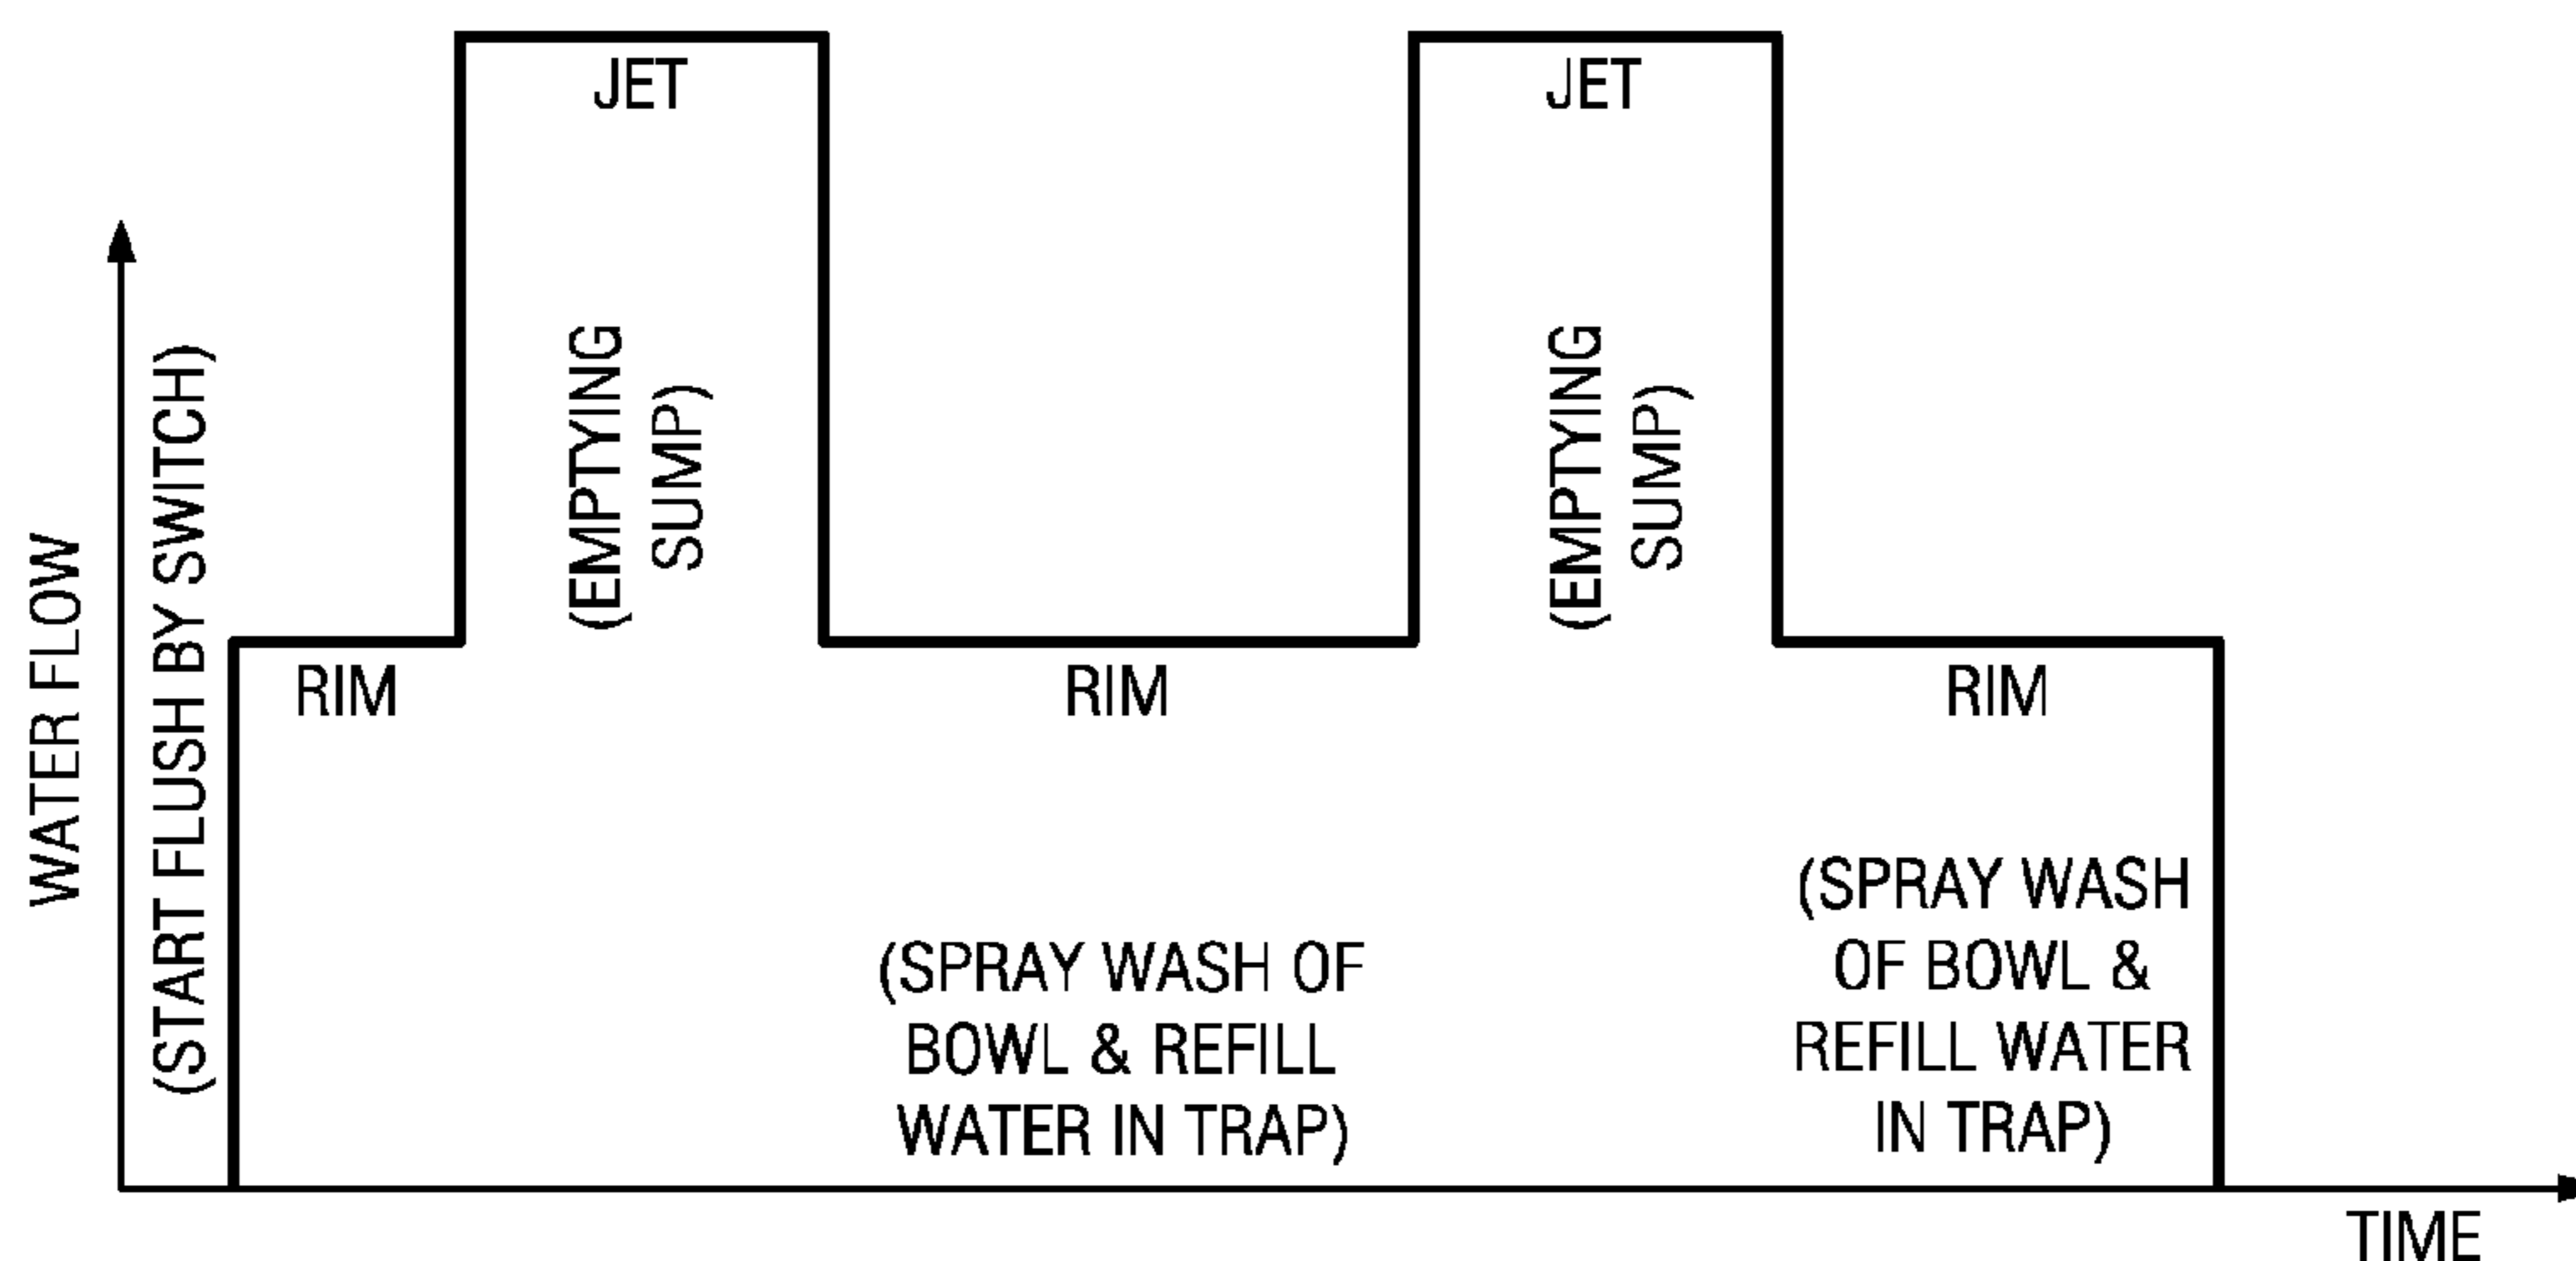 WATER FLOW
(START FLUSH BY SWITCH)
RIM
JET
(EMPTYING
SUMP)
RIM
(SPRAY WASH OF
BOWL & REFILL
WATER IN TRAP)
JET
(EMPTYING
SUMP)
RIM
(SPRAY WASH
OF BOWL &
REFILL WATER
IN TRAP)
TIME